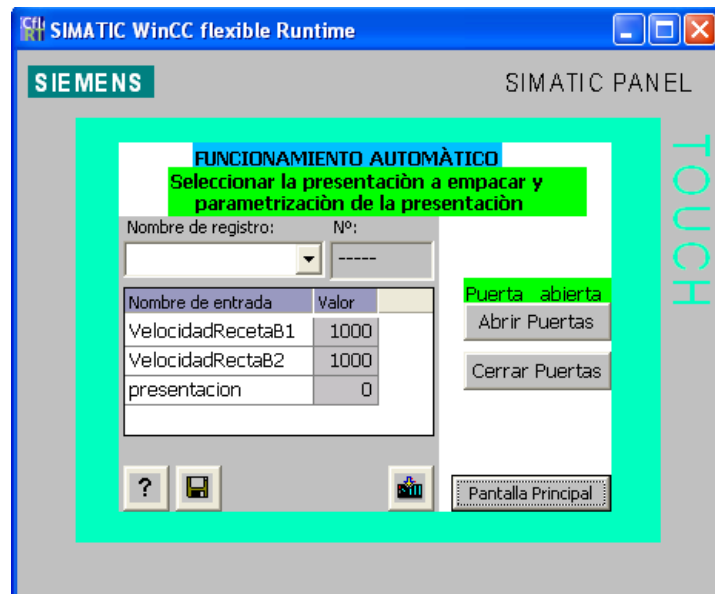 SIMATIC WinCC flexible Runtime
SIEMENS
SIMATIC PANEL
TOUCH
FUNCIONAMIENTO AUTOMÀTICO
Seleccionar la presentaciòn a empacar y
parametrizaciòn de la presentaciòn
Nombre de registro: Nº:
-----
Nombre de entrada Valor
VelocidadRecetaB1 1000
VelocidadRectaB2 1000
presentacion 0
Puerta abierta
Abrir Puertas
Cerrar Puertas
?
Pantalla Principal